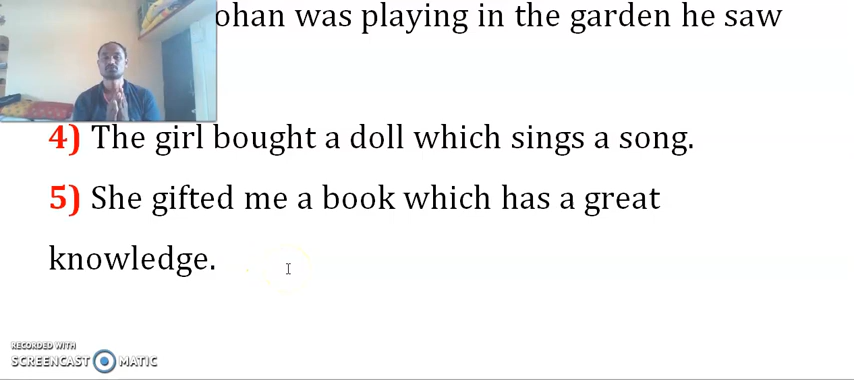 ohan was playing in the garden he saw
4) The girl bought a doll which sings a song.
5) She gifted me a book which has a great
knowledge.
RECORDED WITH
SCREENCAST MATIC